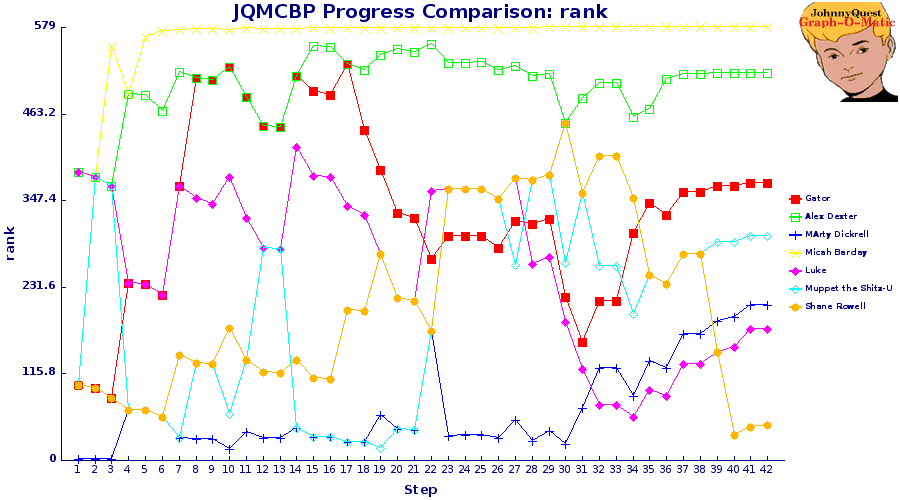 JQMCBP Progress Comparison: rank
JohnnyQuest
Graph-O-Matic
579
463.2
347.4
231.6
115.8
0
rank
1 2 3 4 5 6 7 8 9 10 11 12 13 14 15 16 17 18 19 20 21 22 23 24 25 26 27 28 29 30 31 32 33 34 35 36 37 38 39 40 41 42
Step
Gator
Alex Dexter
MArty Dickrell
Micah Barday
Luke
Muppet the Shitz-U
Shane Rowell